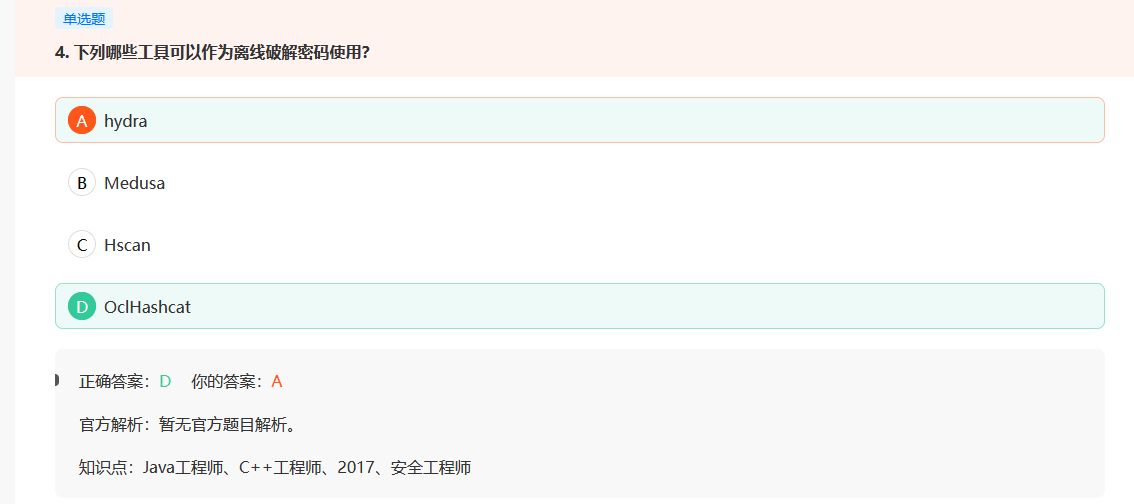 单选题
4. 下列哪些工具可以作为离线破解密码使用?
A hydra
B Medusa
C Hscan
D OclHashcat
正确答案：D 你的答案：A
官方解析：暂无官方题目解析。
知识点：Java工程师、C++工程师、2017、安全工程师